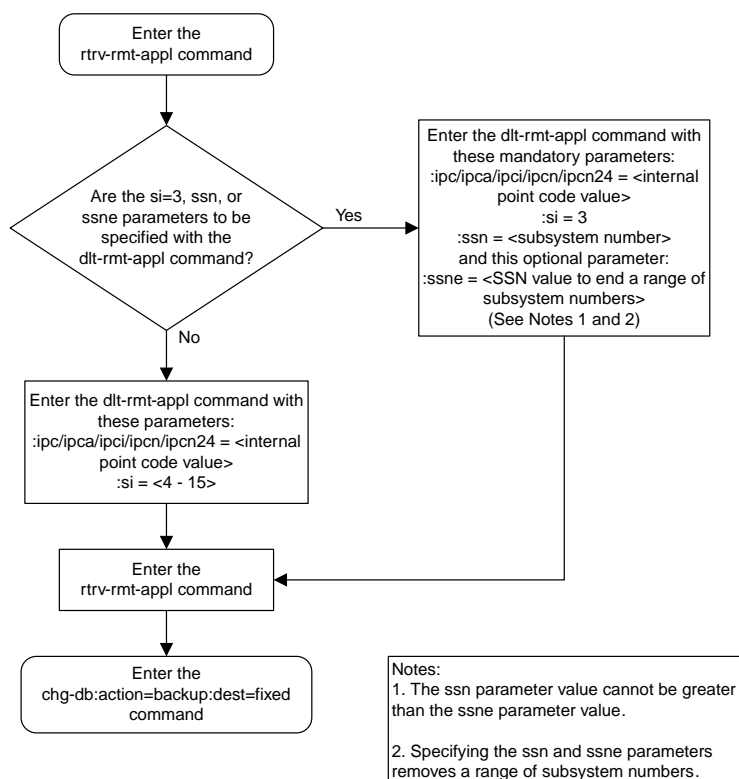 Enter the
rtrv-rmt-appl command
Are the si=3, ssn, or
ssne parameters to be
specified with the
dlt-rmt-appl command?
Yes
Enter the dlt-rmt-appl command with
these mandatory parameters:
:ipc/ipca/ipci/ipcn/ipcn24 = <internal
point code value>
:si = 3
:ssn = <subsystem number>
and this optional parameter:
:ssne = <SSN value to end a range of
subsystem numbers>
(See Notes 1 and 2)
No
Enter the dlt-rmt-appl command with
these parameters:
:ipc/ipca/ipci/ipcn/ipcn24 = <internal
point code value>
:si = <4 - 15>
Enter the
rtrv-rmt-appl command
Enter the
chg-db:action=backup:dest=fixed
command
Notes:
1. The ssn parameter value cannot be greater
than the ssne parameter value.
2. Specifying the ssn and ssne parameters
removes a range of subsystem numbers.